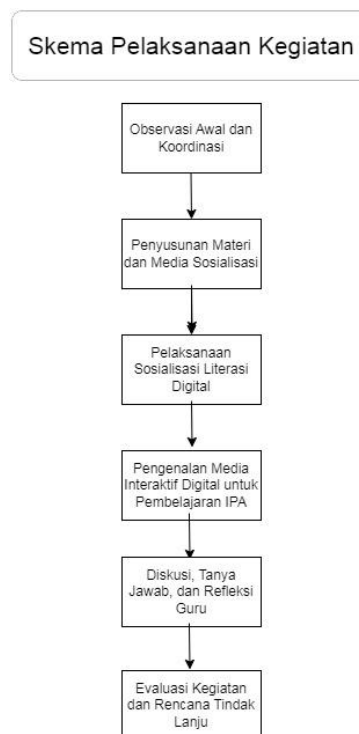 Skema Pelaksanaan Kegiatan
Observasi Awal dan
Koordinasi
Penyusunan Materi
dan Media Sosialisasi
Pelaksanaan
Sosialisasi Literasi
Digital
Pengenalan Media
Interaktif Digital untuk
Pembelajaran IPA
Diskusi, Tanya
Jawab, dan Refleksi
Guru
Evaluasi Kegiatan
dan Rencana Tindak
Lanju